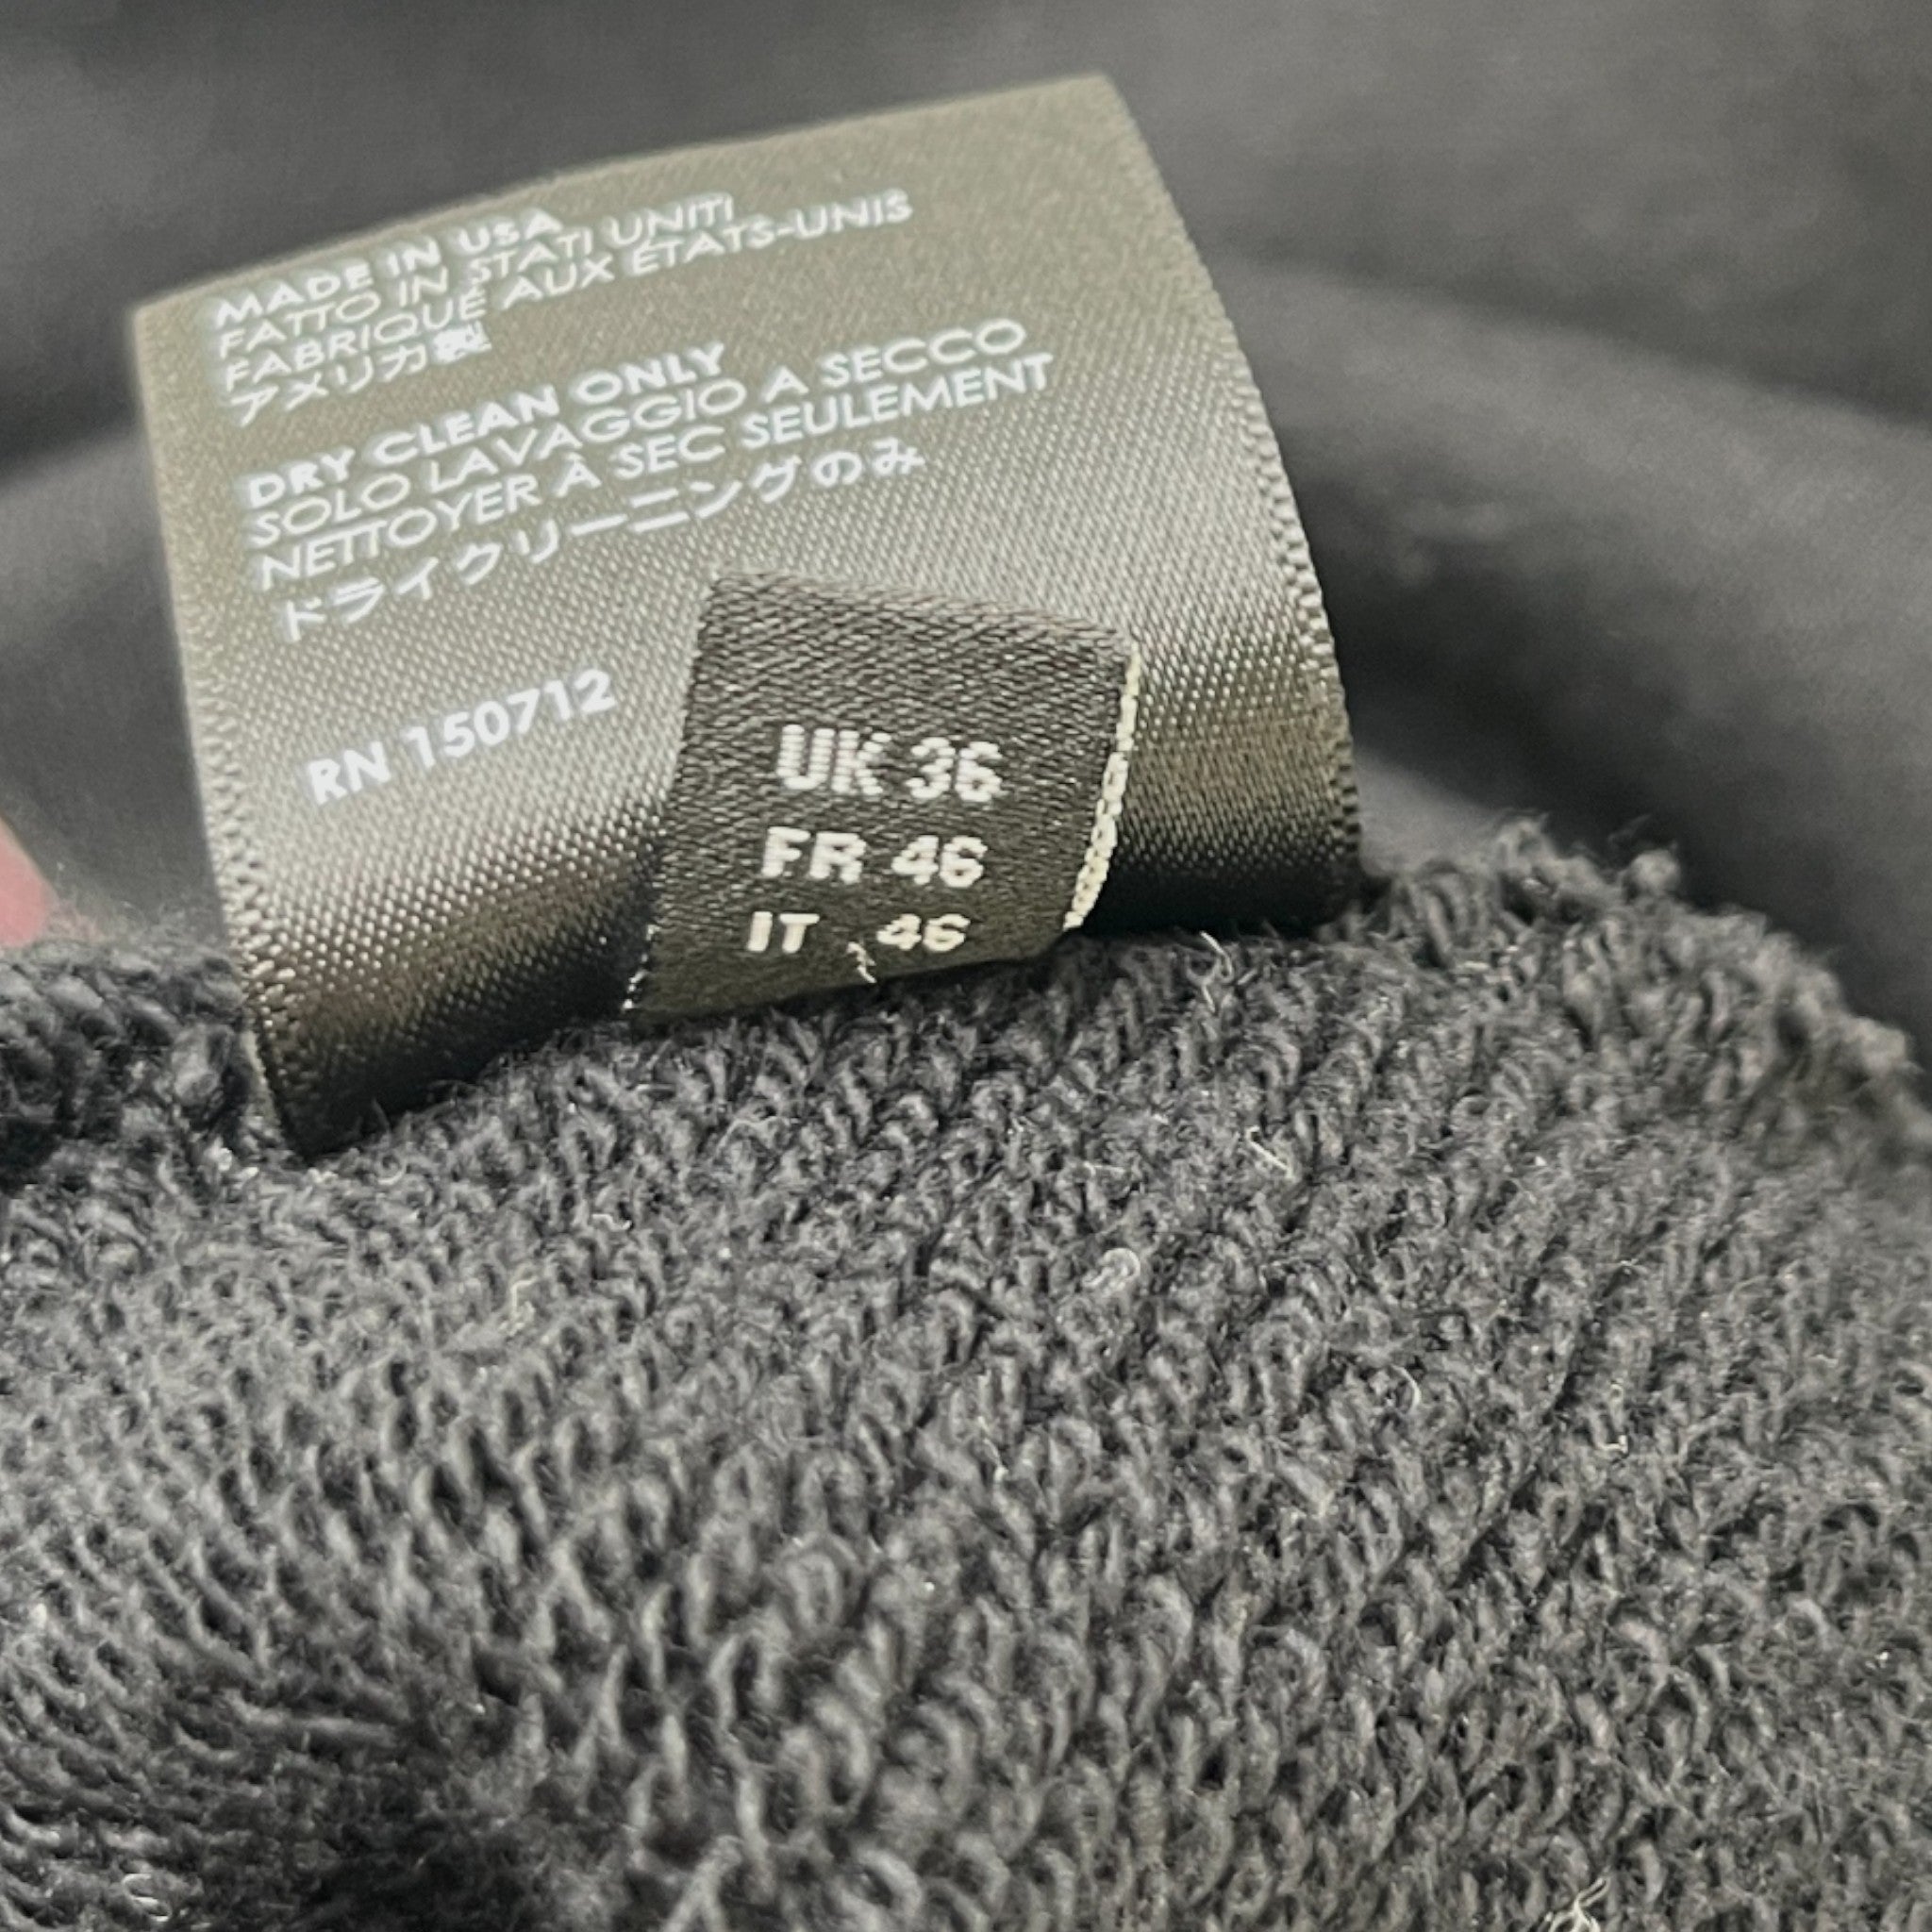 MADE IN USA
FATTO IN STATI UNITI
FABRIQUÉ AUX ÉTATS-UNIS
アメリカ製
DRY CLEAN ONLY
SOLO LAVAGGIO A SECCO
NETTOYER À SEC SEULEMENT
ドライクリーニングのみ
RN 150712
UK 36
FR 46
IT 46